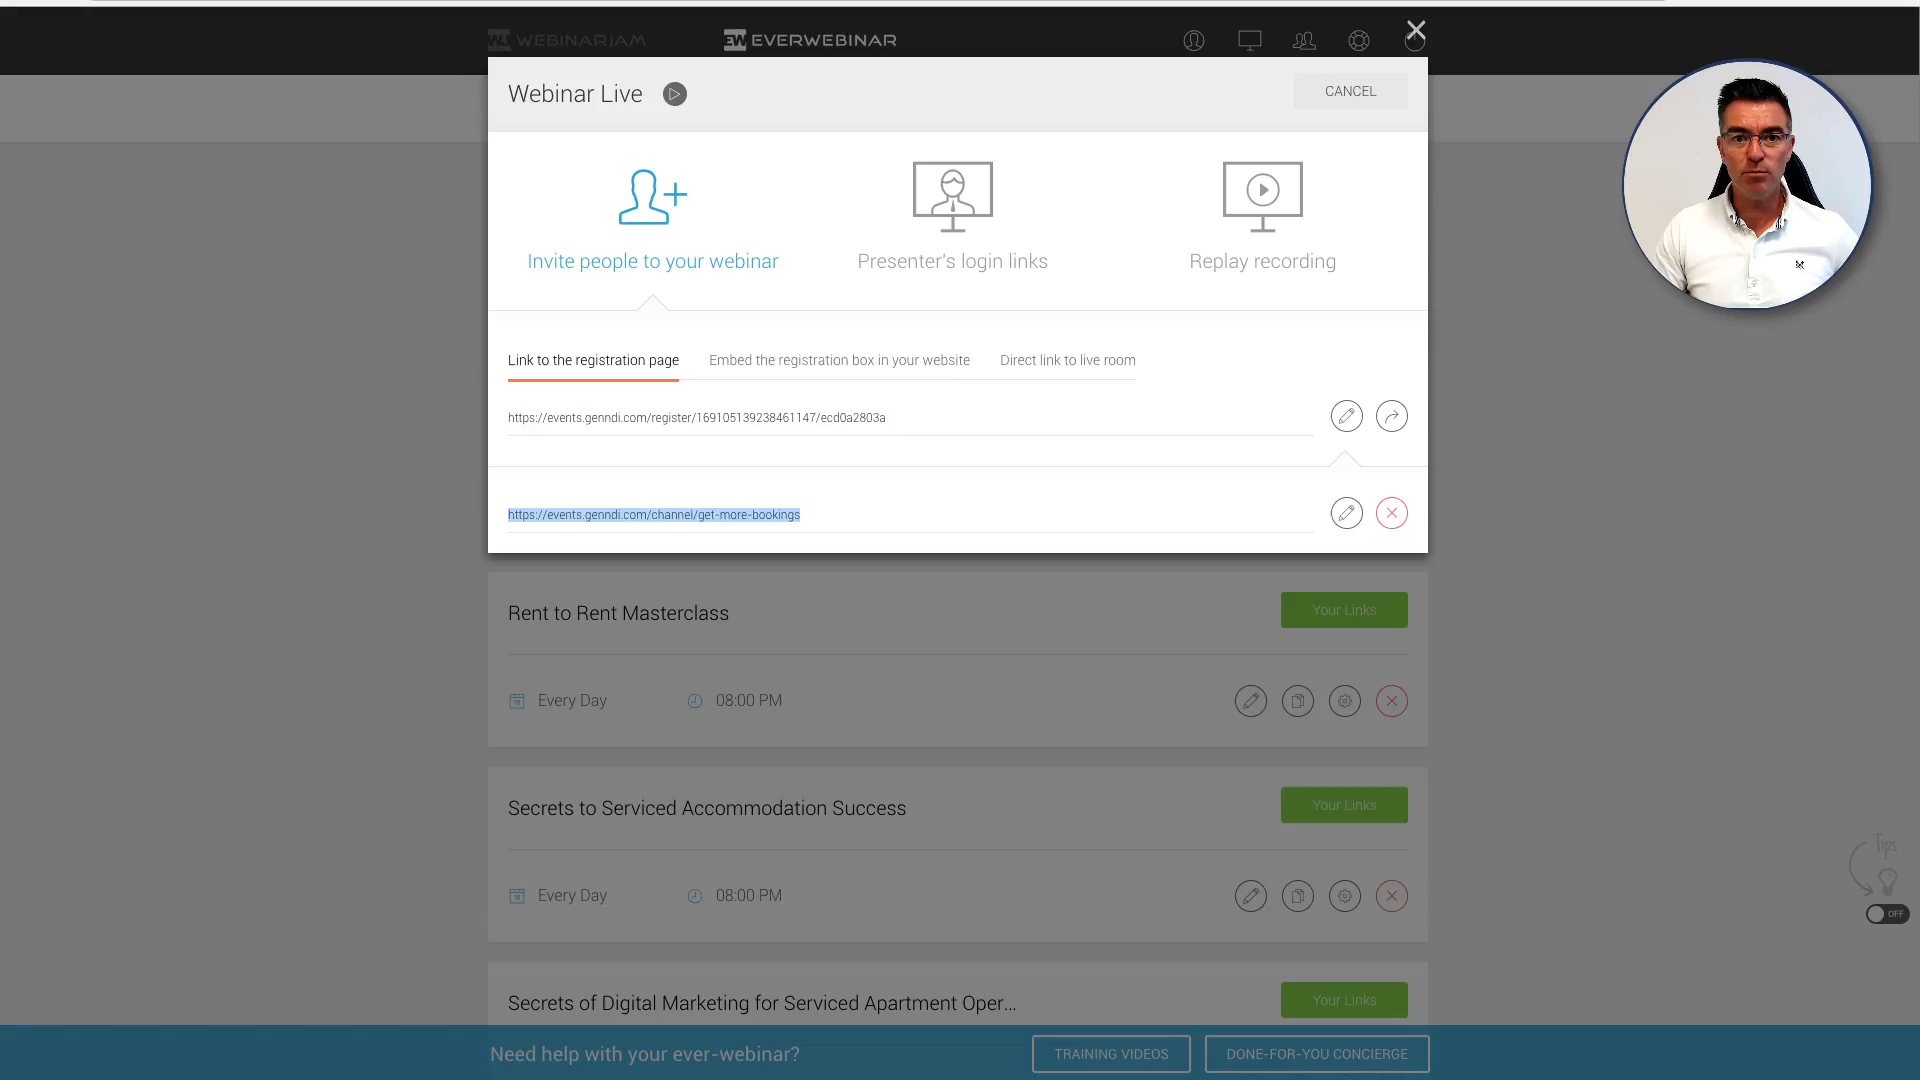 WEBINARJAM
EW EVERWEBINAR
Webinar Live
CANCEL
Invite people to your webinar
Presenter's login links
Replay recording
Link to the registration page
Embed the registration box in your website
Direct link to live room
https://events.genndi.com/register/169105139238461147/ecd0a2803a
https://events.genndi.com/channel/get-more-bookings
Rent to Rent Masterclass
Your Links
Every Day
08:00 PM
Secrets to Serviced Accommodation Success
Your Links
Every Day
08:00 PM
Tips
OFF
Secrets of Digital Marketing for Serviced Apartment Oper...
Your Links
Need help with your ever-webinar?
TRAINING VIDEOS
DONE-FOR-YOU CONCIERGE